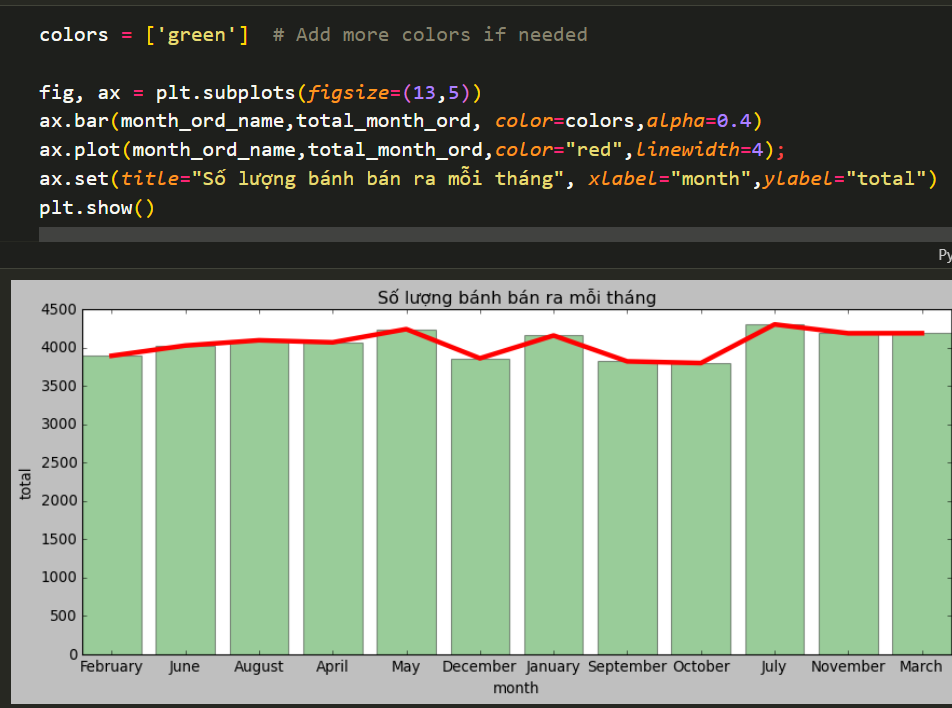 colors = ['green']  # Add more colors if needed
fig, ax = plt.subplots(figsize=(13,5))
ax.bar(month_ord_name,total_month_ord, color=colors,alpha=0.4)
ax.plot(month_ord_name,total_month_ord,color="red",linewidth=4);
ax.set(title="Số lượng bánh bán ra mỗi tháng", xlabel="month",ylabel="total")
plt.show()
Py
Số lượng bánh bán ra mỗi tháng
4500
4000
3500
3000
2500
2000
1500
1000
500
0
total
February June August April May December January September October July November March
month